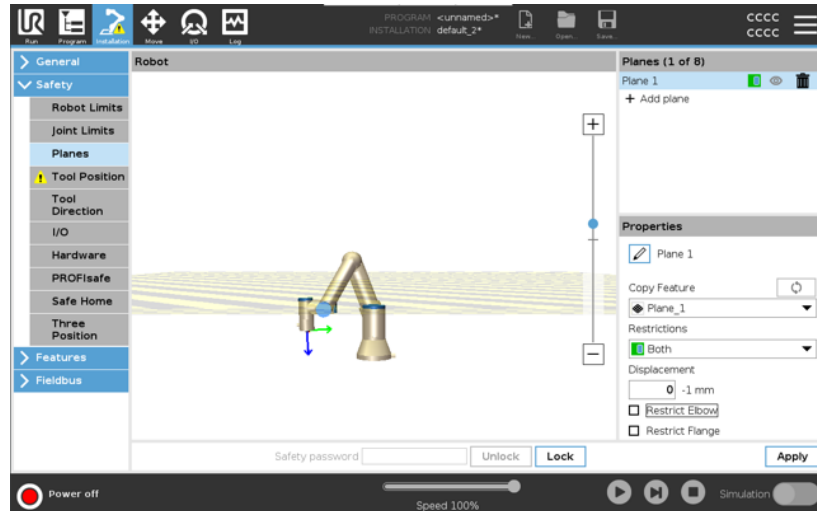 UR
PROGRAM <unnamed>*
INSTALLATION default_2*
cccc
cccc
Run Program Installation Move I/O Log New... Open... Save...
General
Safety
Robot Limits
Joint Limits
Planes
Tool Position
Tool
Direction
I/O
Hardware
PROFIsafe
Safe Home
Three
Position
Features
Fieldbus
Robot
Planes (1 of 8)
Plane 1
+ Add plane
Properties
Plane 1
Copy Feature
Plane_1
Restrictions
Both
Displacement
0 -1 mm
Restrict Elbow
Restrict Flange
Safety password Unlock Lock
Apply
Power off
Speed 100%
Simulation